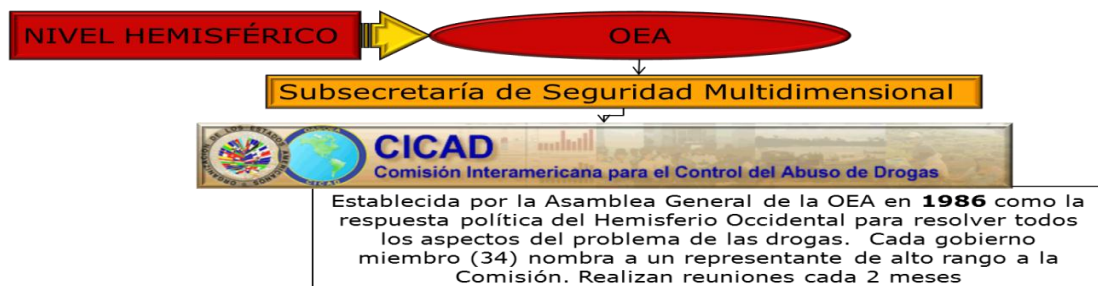 NIVEL HEMISFÉRICO
OEA
Subsecretaría de Seguridad Multidimensional
CICAD
Comisión Interamericana para el Control del Abuso de Drogas
Establecida por la Asamblea General de la OEA en 1986 como la
respuesta política del Hemisferio Occidental para resolver todos
los aspectos del problema de las drogas. Cada gobierno
miembro (34) nombra a un representante de alto rango a la
Comisión. Realizan reuniones cada 2 meses